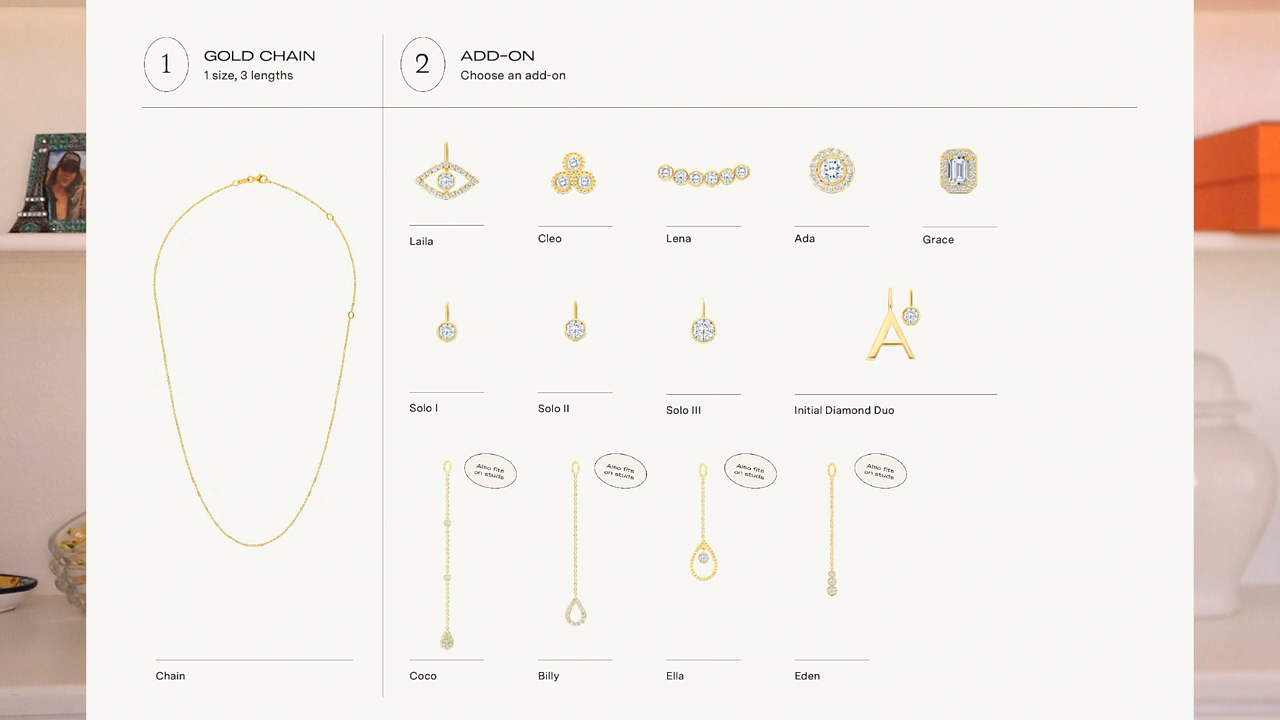 1
GOLD CHAIN
1 size, 3 lengths
2
ADD-ON
Choose an add-on
Laila
Cleo
Lena
Ada
Grace
Solo I
Solo II
Solo III
A
Initial Diamond Duo
Also fits
on studs
Also fits
on studs
Also fits
on studs
Also fits
on studs
Chain
Coco
Billy
Ella
Eden